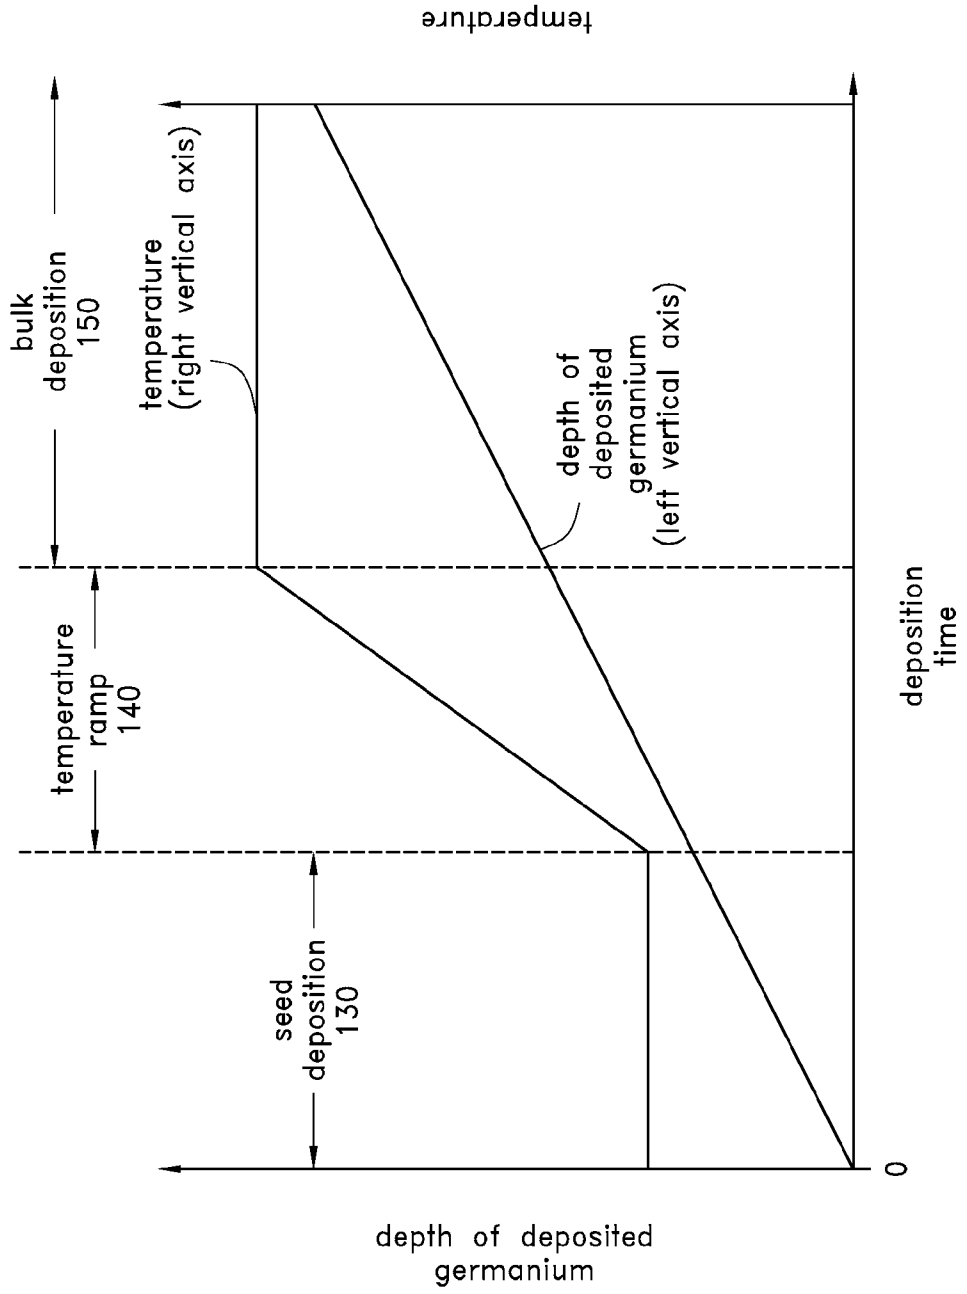 bulk
deposition
150
temperature
ramp
140
seed
deposition
130
temperature
(right vertical axis)
depth of
deposited
germanium
(left vertical axis)
depth of deposited
germanium
temperature
0
deposition
time